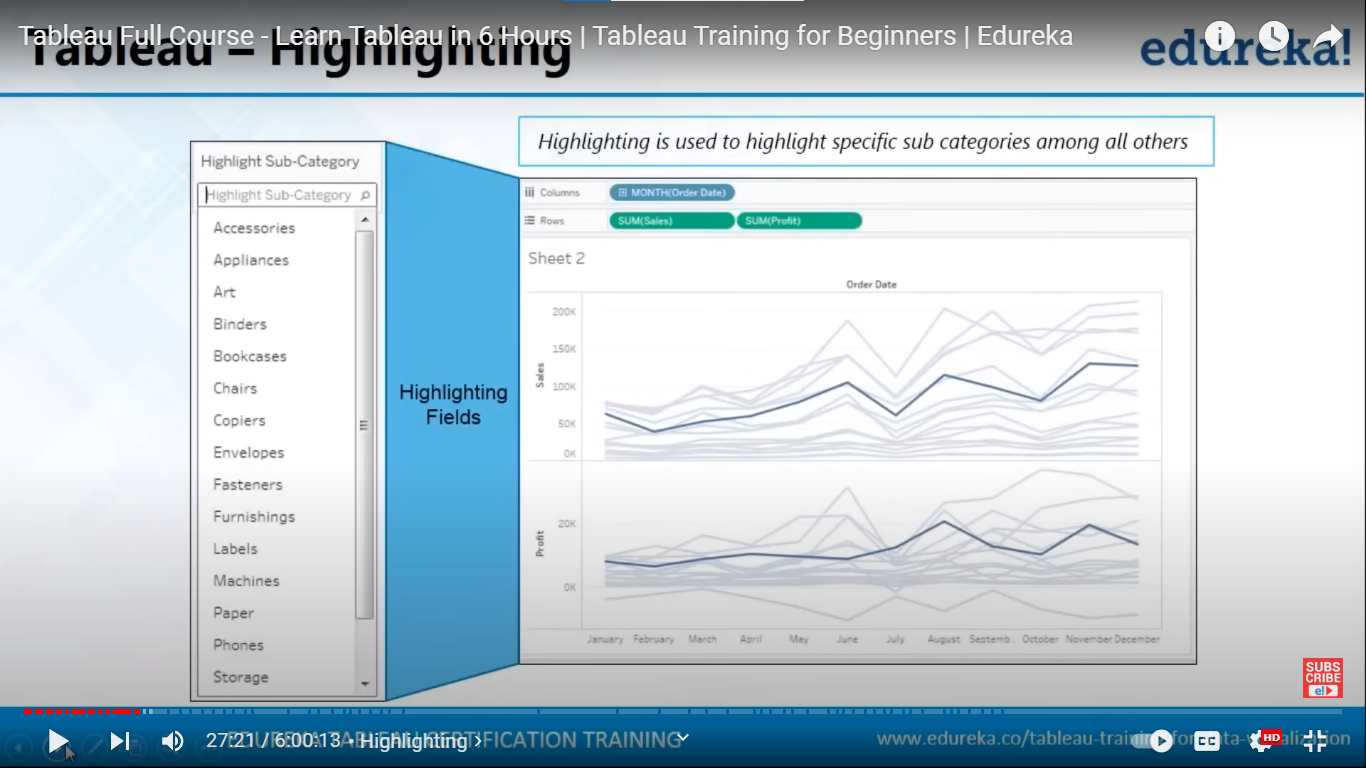 Tableau Full Course - Learn Tableau in 6 Hours | Tableau Training for Beginners | Edureka
Tableau – Highlighting
edureka!
Highlighting is used to highlight specific sub categories among all others
Highlight Sub-Category
Highlight Sub-Category
Accessories
Appliances
Art
Binders
Bookcases
Chairs
Copiers
Envelopes
Fasteners
Furnishings
Labels
Machines
Paper
Phones
Storage
Highlighting
Fields
Columns
MONTH(Order Date)
Rows
SUM(Sales)
SUM(Profit)
Sheet 2
Order Date
200K
150K
100K
50K
0K
Sales
20K
0K
Profit
January February March April May June July August Septemb.. October November December
SUBS
CRIBE
e!
27:21 / 6:00:13 • Highlighting
EDUREKA TABLEAU CERTIFICATION TRAINING
www.edureka.co/tableau-training-for-data-visualization
CC
HD